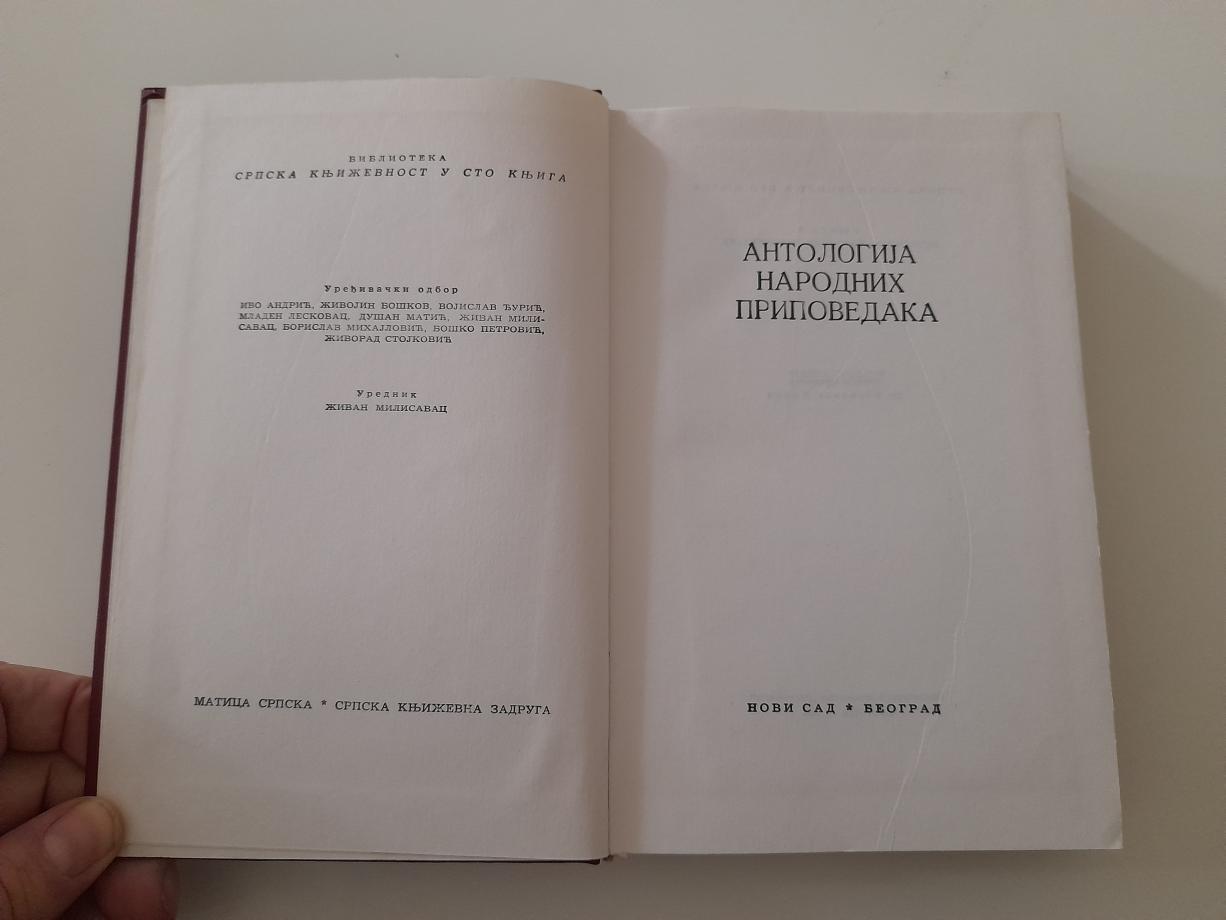 БИБЛИОТЕКА
СРПСКА КЊИЖЕВНОСТ У СТО КЊИГА
Уређивачки одбор
ИВО АНДРИЋ, ЖИВОЈИН БОШКОВ, ВОЈИСЛАВ ЂУРИЋ,
МЛАДЕН ЛЕСКОВАЦ, ДУШАН МАТИЋ, ЖИВАН МИЛИ-
САВАЦ, БОРИСЛАВ МИХАЈЛОВИЋ, БОШКО ПЕТРОВИЋ,
ЖИВОРАД СТОЈКОВИЋ
Уредник
ЖИВАН МИЛИСАВАЦ
МАТИЦА СРПСКА * СРПСКА КЊИЖЕВНА ЗАДРУГА
АНТОЛОГИЈА
НАРОДНИХ
ПРИПОВЕДАКА
НОВИ САД * БЕОГРАД